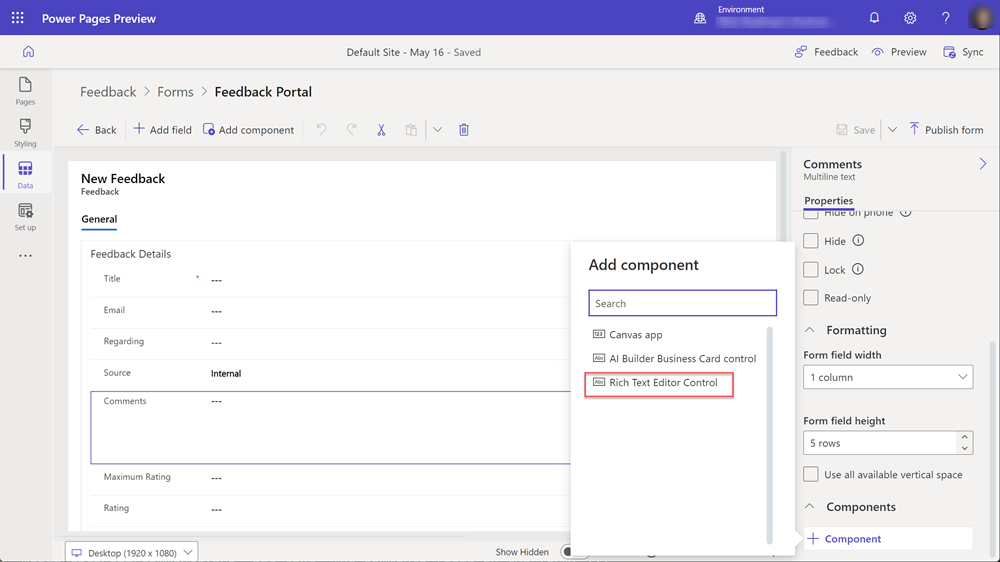 Power Pages Preview
Environment
Default Site - May 16 - Saved
Feedback
Preview
Sync
Pages
Styling
Data
Set up
Feedback > Forms > Feedback Portal
Back
Add field
Add component
Save
Publish form
New Feedback
Feedback
General
Feedback Details
Title * ---
Email ---
Regarding ---
Source Internal
Comments ---
Maximum Rating ---
Rating ---
Desktop (1920 x 1080)
Show Hidden
Add component
Search
Canvas app
AI Builder Business Card control
Rich Text Editor Control
Comments
Multiline text
Properties
Hide on phone
Hide
Lock
Read-only
Formatting
Form field width
1 column
Form field height
5 rows
Use all available vertical space
Components
+ Component